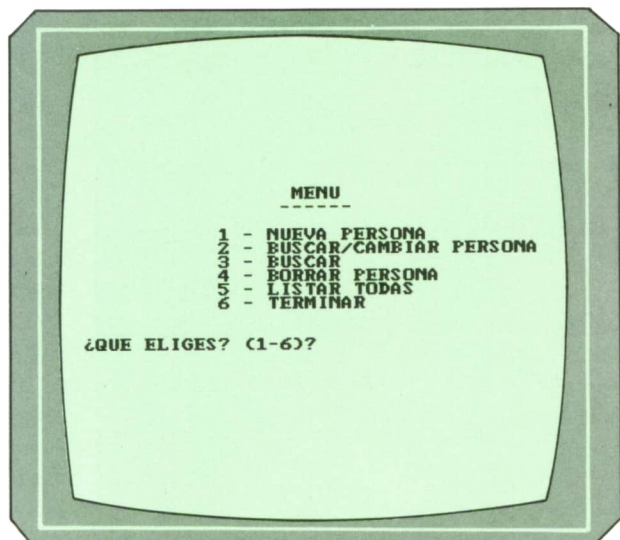 MENU
------
1 - NUEVA PERSONA
2 - BUSCAR/CAMBIAR PERSONA
3 - BUSCAR
4 - BORRAR PERSONA
5 - LISTAR TODAS
6 - TERMINAR
¿QUE ELIGES? (1-6)?